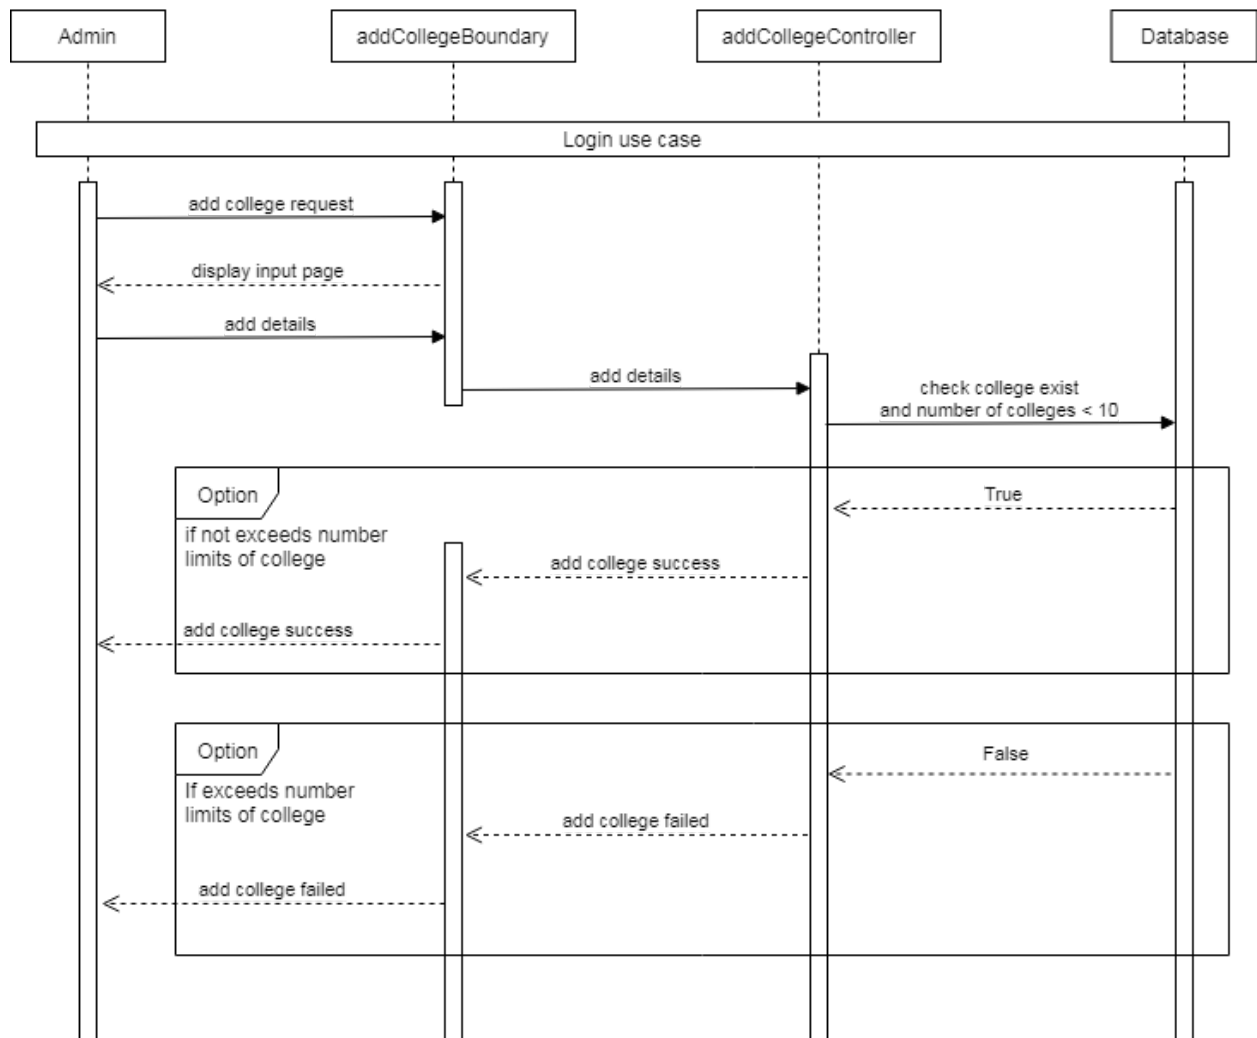 Admin
addCollegeBoundary
addCollegeController
Database
Login use case
add college request
display input page
add details
add details
check college exist
and number of colleges < 10
Option
True
if not exceeds number
limits of college
add college success
add college success
Option
False
If exceeds number
limits of college
add college failed
add college failed